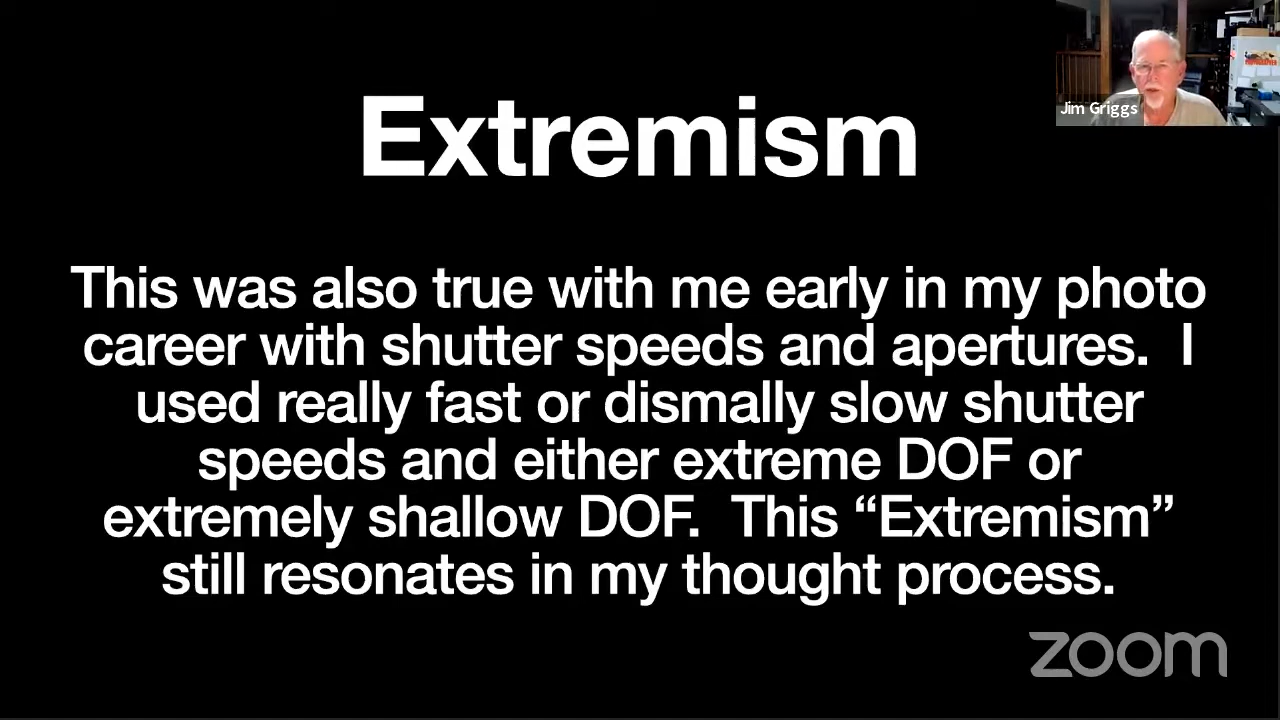 Jim Griggs
Extremism
This was also true with me early in my photo
career with shutter speeds and apertures.  I
used really fast or dismally slow shutter
speeds and either extreme DOF or
extremely shallow DOF.  This “Extremism”
still resonates in my thought process.
zoom